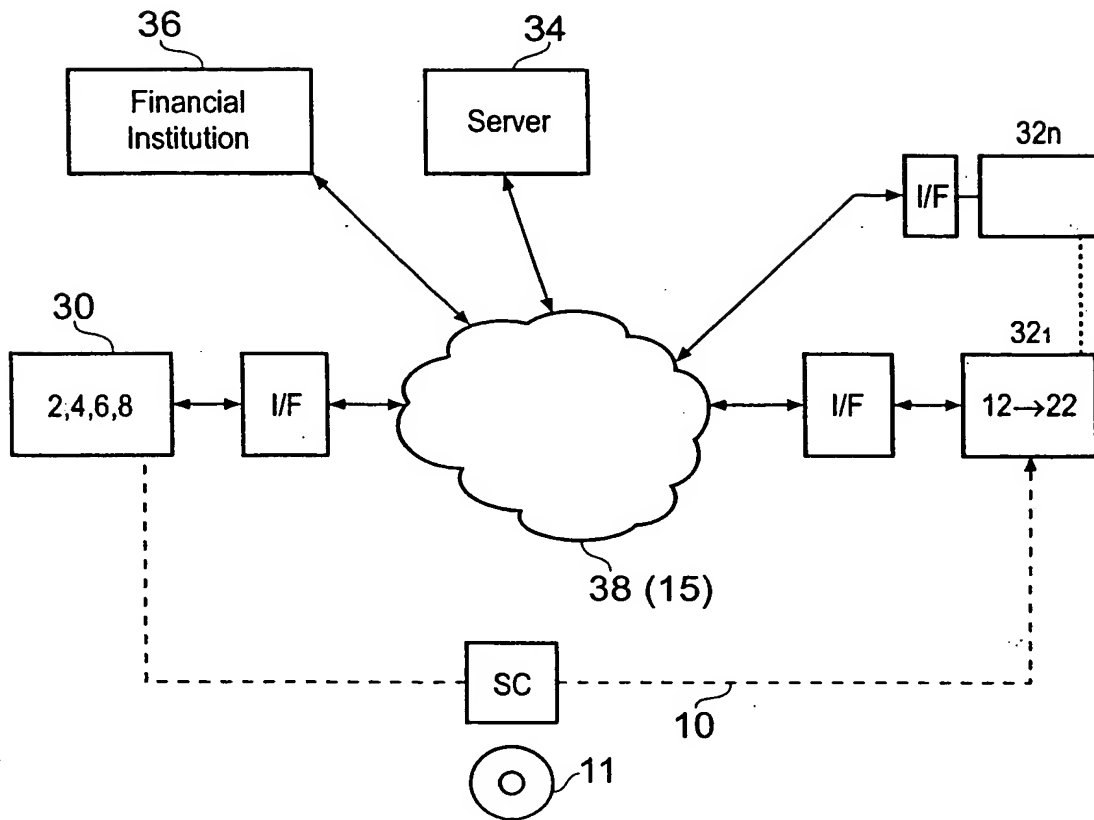 36
34
Financial
Institution
Server
32n
I/F
30
32₁
2,4,6,8
I/F
I/F
12→22
38 (15)
SC
10
11